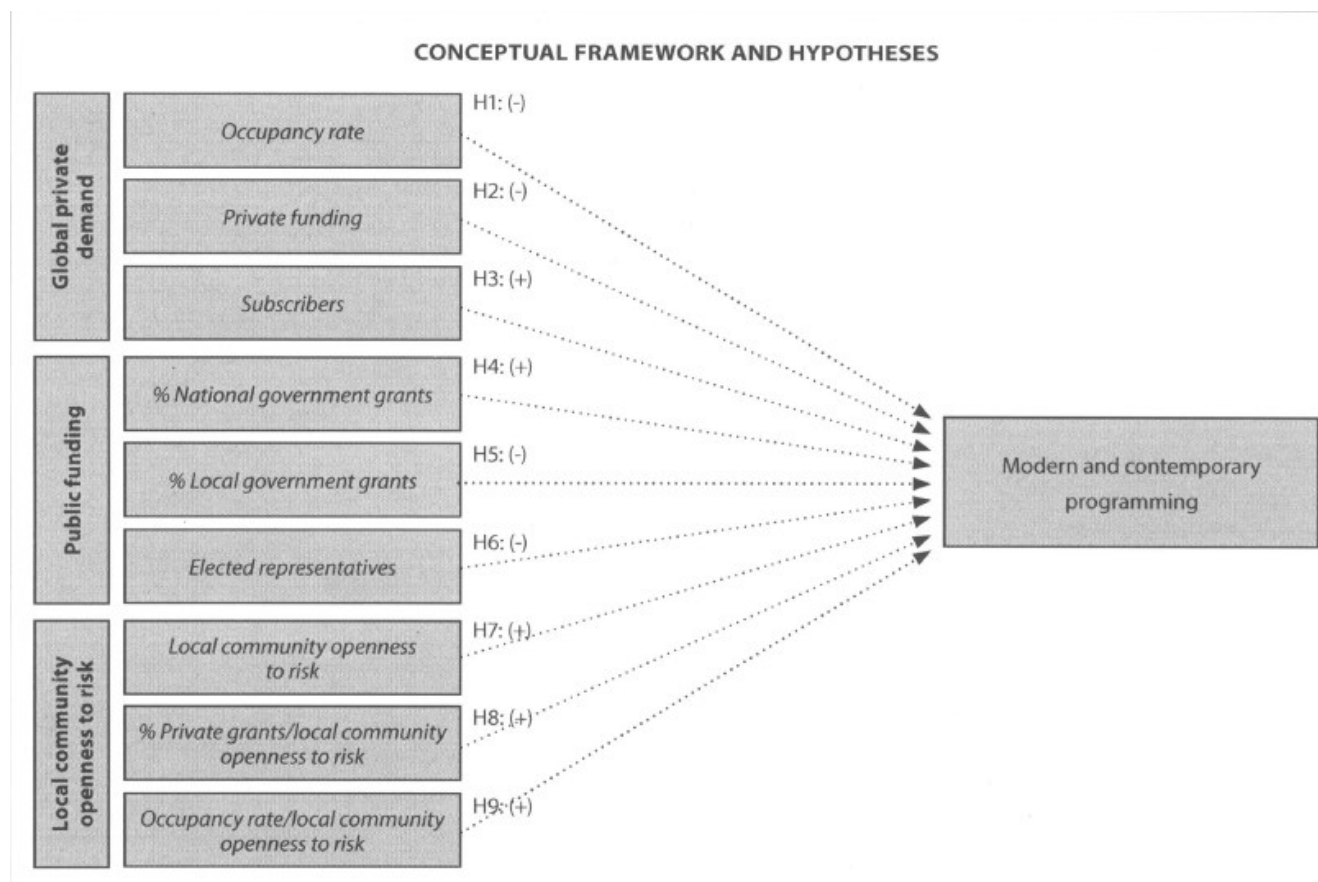 CONCEPTUAL FRAMEWORK AND HYPOTHESES
Global private
demand
Occupancy rate
H1: (-)
Private funding
H2: (-)
Subscribers
H3: (+)
Public funding
% National government grants
H4: (+)
% Local government grants
H5: (-)
Elected representatives
H6: (-)
Local community
openness to risk
Local community openness
to risk
H7: (+)
% Private grants/local community
openness to risk
H8: (+)
Occupancy rate/local community
openness to risk
H9: (+)
Modern and contemporary
programming